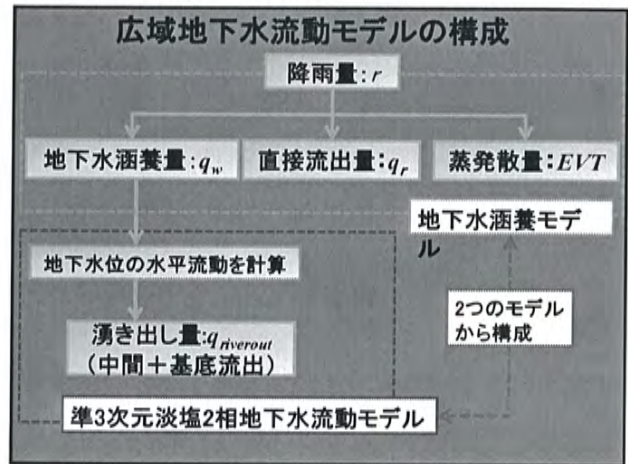 広域地下水流動モデルの構成
降雨量:r
地下水涵養量:q_w
直接流出量:q_r
蒸発散量:EVT
地下水涵養モデ
ル
地下水位の水平流動を計算
2つのモデル
から構成
湧き出し量:q_riverout
(中間+基底流出)
準3次元淡塩2相地下水流動モデル